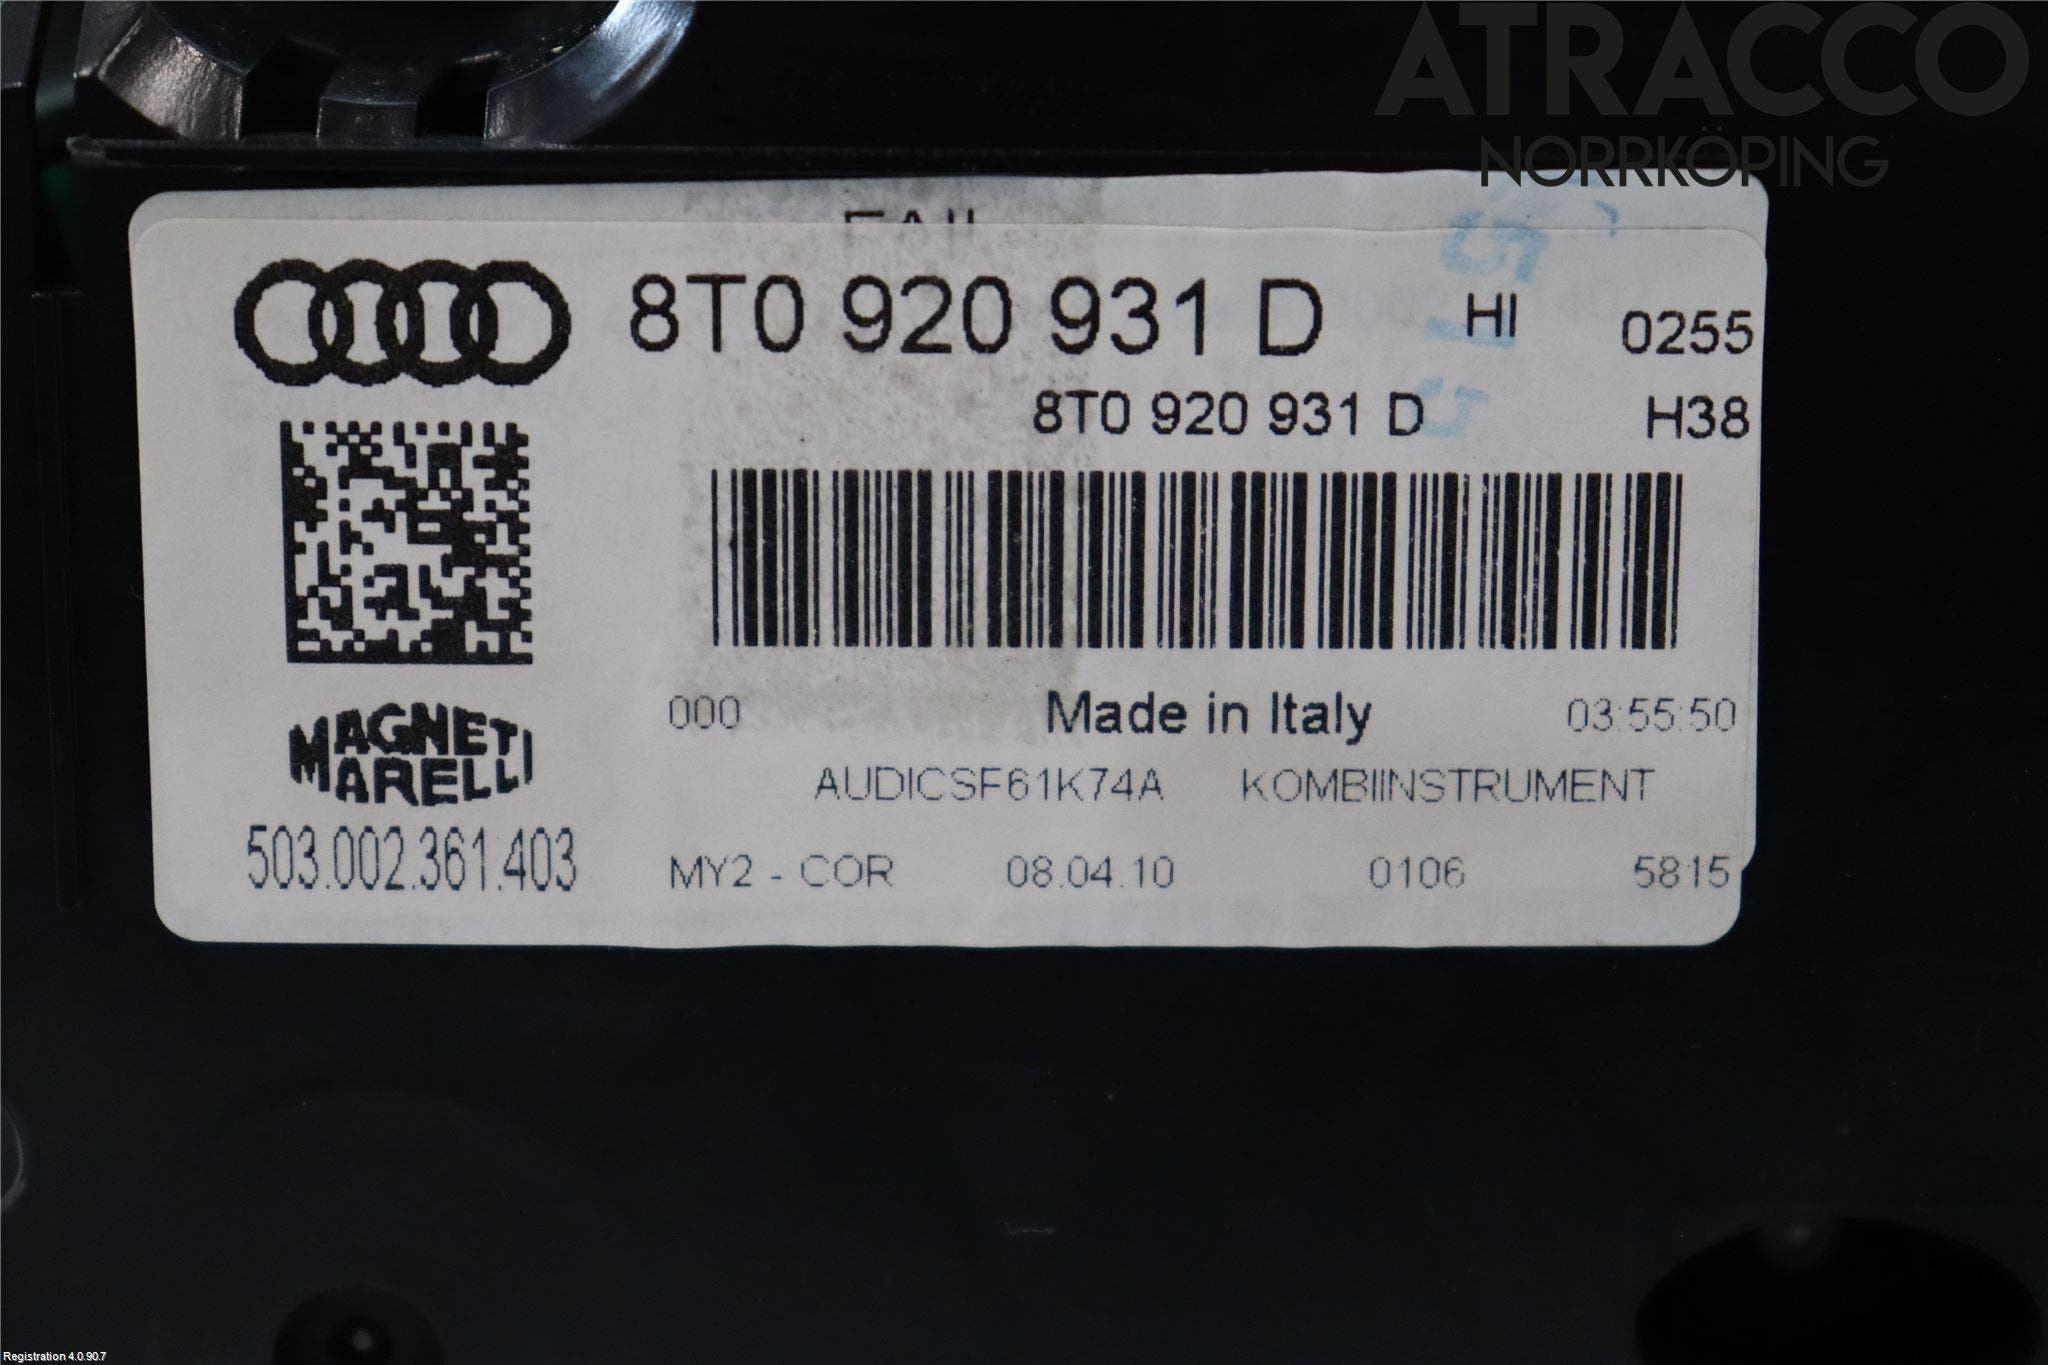 ATRACCO
NORRKÖPING
8T0 920 931 D HI 0255
8T0 920 931 D H38
000 Made in Italy 03:55:50
MAGNETI
MARELLI
AUDICSF61K74A KOMBIINSTRUMENT
503.002.361.403
MY2 - COR 08.04.10 0106 5815
Registration 4.0.90.7